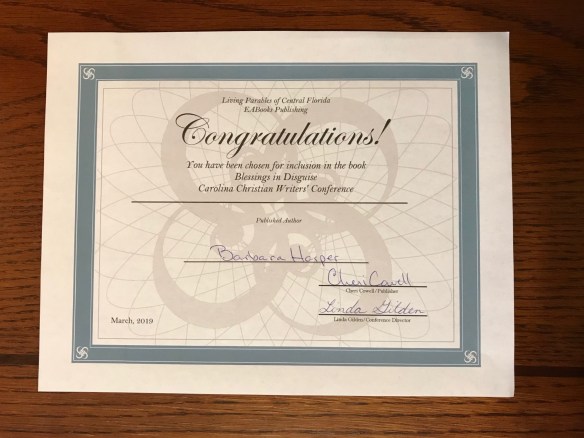 Living Parables of Central Florida
EABooks Publishing
Congratulations!
You have been chosen for inclusion in the book
Blessings in Disguise
Carolina Christian Writers' Conference
Published Author
Barbara Harper
Cheri Cowell
Cheri Cowell/Publisher
Linda Gilden
Linda Gilden/Conference Director
March, 2019